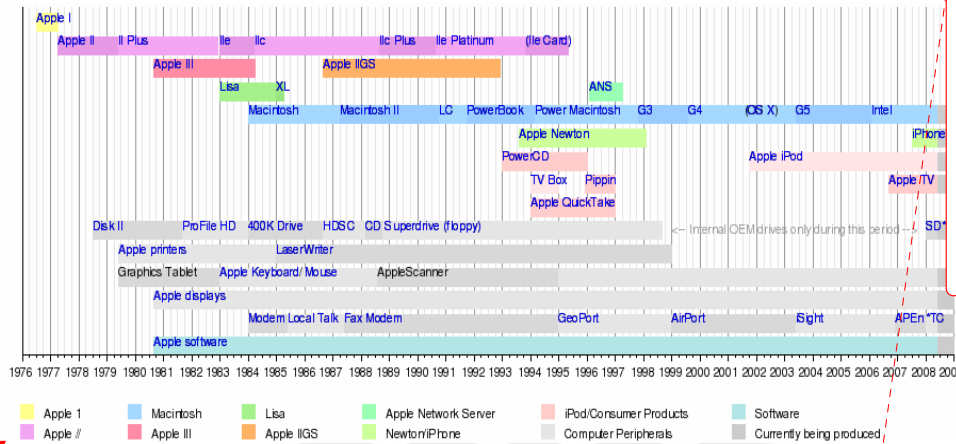 Apple I
Apple II II Plus IIe IIc IIc Plus IIe Platinum (IIe Card)
Apple III Apple IIGS
Lisa XL ANS
Macintosh Macintosh II LC PowerBook Power Macintosh G3 G4 (OS X) G5 Intel
Apple Newton iPhone
PowerCD Apple iPod
TV Box Pippin Apple TV
Apple QuickTake
Disk II ProFile HD 400K Drive HDSC CD Superdrive (floppy) <-- Internal OEM drives only during this period --> SD*
Apple printers LaserWriter
Graphics Tablet Apple Keyboard/Mouse AppleScanner
Apple displays
Modem Local Talk Fax Modem GeoPort AirPort iSight APEn *TC
Apple software
1976 1977 1978 1979 1980 1981 1982 1983 1984 1985 1986 1987 1988 1989 1990 1991 1992 1993 1994 1995 1996 1997 1998 1999 2000 2001 2002 2003 2004 2005 2006 2007 2008 200
Apple 1 Macintosh Lisa Apple Network Server iPod/Consumer Products Software
Apple // Apple III Apple IIGS Newton/iPhone Computer Peripherals Currently being produced